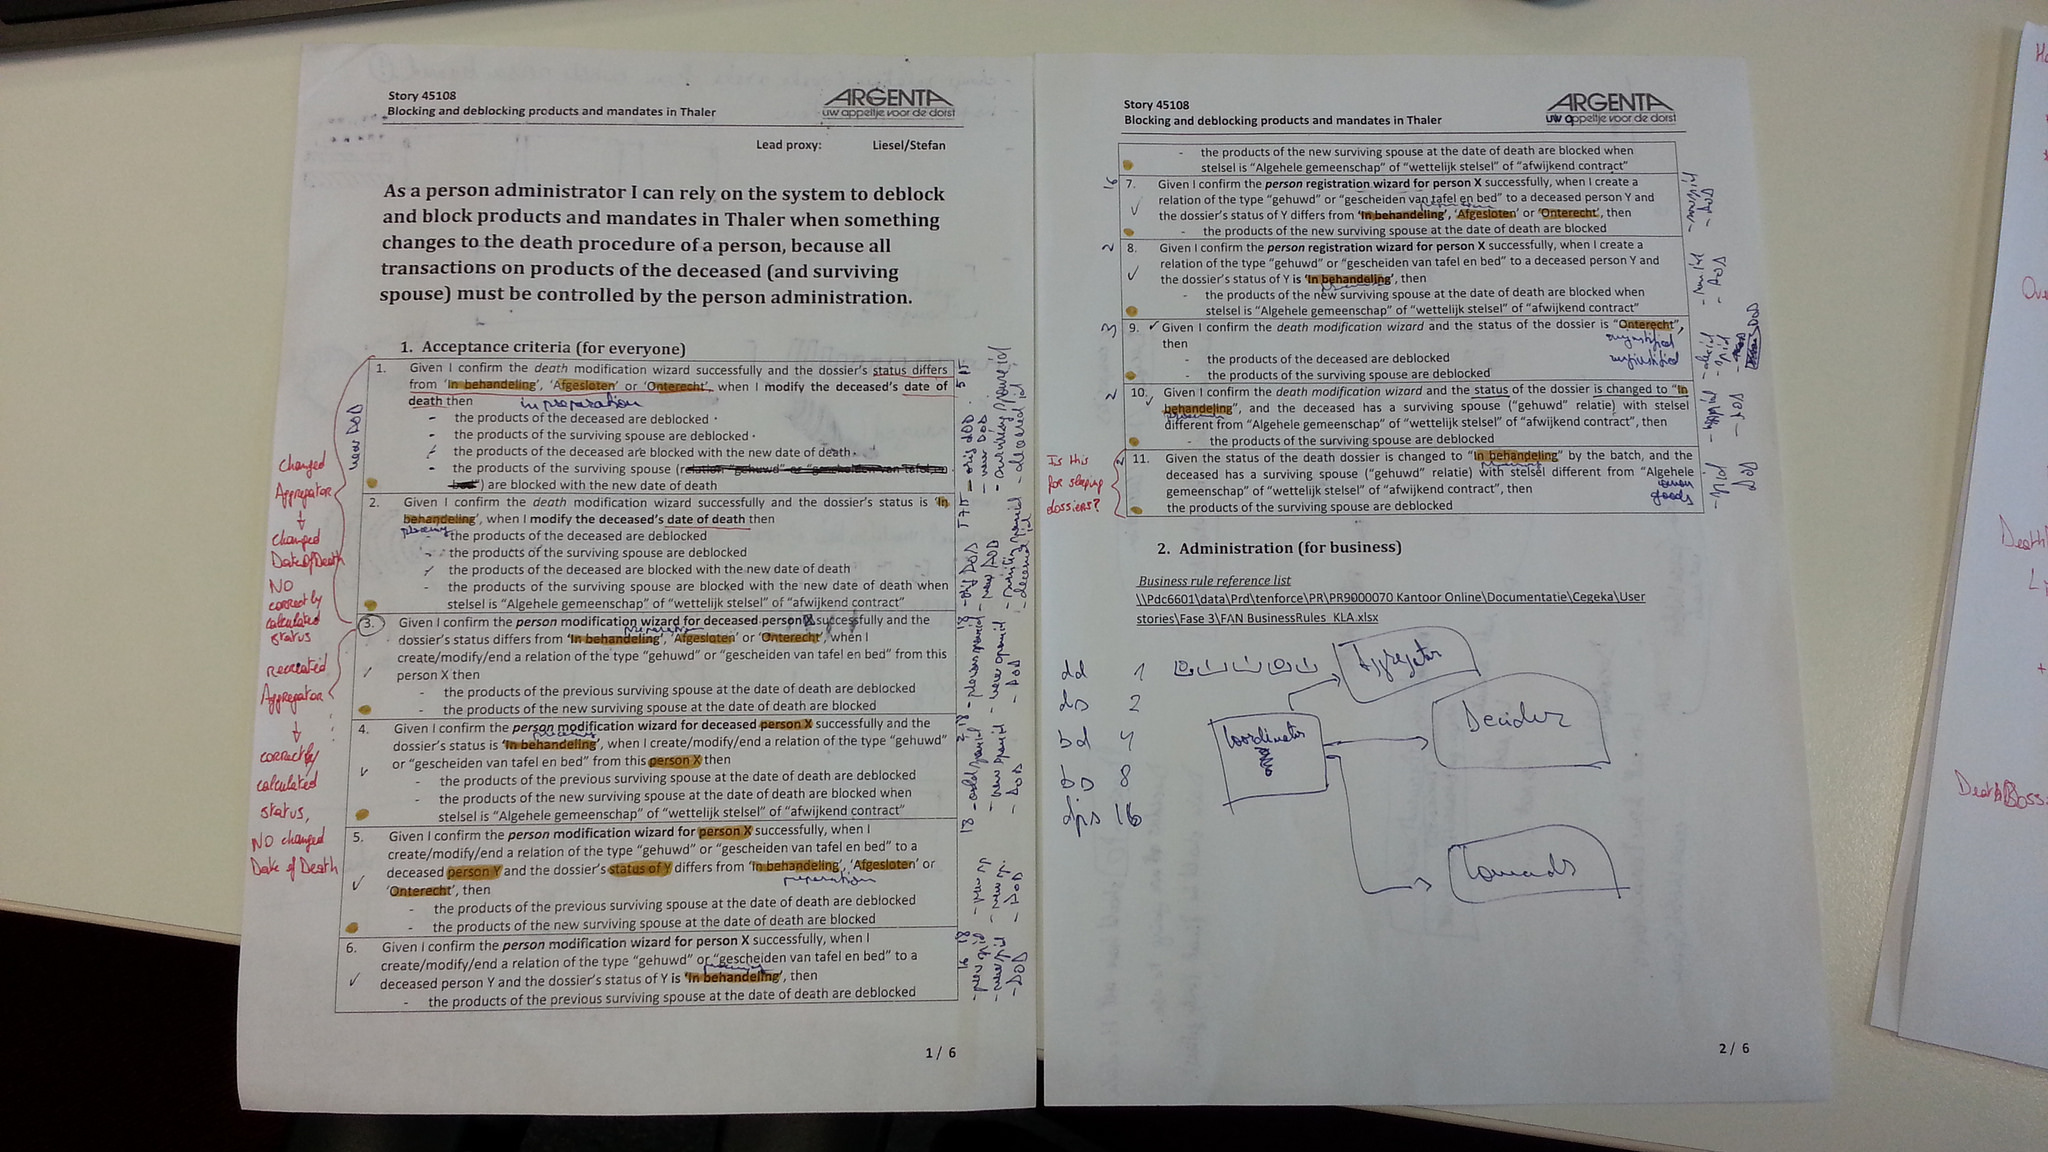 Story 45108
Blocking and deblocking products and mandates in Thaler
ARGENTA
uw appeltje voor de dorst
Lead proxy: Liesel/Stefan
As a person administrator I can rely on the system to deblock
and block products and mandates in Thaler when something
changes to the death procedure of a person, because all
transactions on products of the deceased (and surviving
spouse) must be controlled by the person administration.
1. Acceptance criteria (for everyone)
1. Given I confirm the death modification wizard successfully and the dossier's status differs
from 'In behandeling', 'Afgesloten' or 'Onterecht', when I modify the deceased's date of
death then
in preparation
- the products of the deceased are deblocked
- the products of the surviving spouse are deblocked
- the products of the deceased are blocked with the new date of death
- the products of the surviving spouse (relation "gehuwd" or "gescheiden van tafel en
bed") are blocked with the new date of death
2. Given I confirm the death modification wizard successfully and the dossier's status is 'In
behandeling', when I modify the deceased's date of death then
- the products of the deceased are deblocked
- the products of the surviving spouse are deblocked
- the products of the deceased are blocked with the new date of death
- the products of the surviving spouse are blocked with the new date of death when
stelsel is "Algehele gemeenschap" of "wettelijk stelsel" of "afwijkend contract"
3. Given I confirm the person modification wizard for deceased person X successfully and the
dossier's status differs from 'In behandeling', 'Afgesloten' or 'Onterecht', when I
create/modify/end a relation of the type "gehuwd" or "gescheiden van tafel en bed" from this
person X then
- the products of the previous surviving spouse at the date of death are deblocked
- the products of the new surviving spouse at the date of death are blocked
4. Given I confirm the person modification wizard for deceased person X successfully and the
dossier's status is 'In behandeling', when I create/modify/end a relation of the type "gehuwd"
or "gescheiden van tafel en bed" from this person X then
- the products of the previous surviving spouse at the date of death are deblocked
- the products of the new surviving spouse at the date of death are blocked when
stelsel is "Algehele gemeenschap" of "wettelijk stelsel" of "afwijkend contract"
5. Given I confirm the person modification wizard for person X successfully, when I
create/modify/end a relation of the type "gehuwd" or "gescheiden van tafel en bed" to a
deceased person Y and the dossier's status of Y differs from 'In behandeling', 'Afgesloten' or
preparation
'Onterecht', then
- the products of the previous surviving spouse at the date of death are deblocked
- the products of the new surviving spouse at the date of death are blocked
6. Given I confirm the person modification wizard for person X successfully, when I
create/modify/end a relation of the type "gehuwd" or "gescheiden van tafel en bed" to a
deceased person Y and the dossier's status of Y is 'In behandeling', then
- the products of the previous surviving spouse at the date of death are deblocked
1 / 6
new DOD
changed
Aggregator
changed
Date of Death
NO
correctly
calculated
status
recreated
Aggregator
correctly
calculated
status,
NO changed
Date of Death
Story 45108
Blocking and deblocking products and mandates in Thaler
ARGENTA
uw appeltje voor de dorst
- the products of the new surviving spouse at the date of death are blocked when
stelsel is "Algehele gemeenschap" of "wettelijk stelsel" of "afwijkend contract"
16
7. Given I confirm the person registration wizard for person X successfully, when I create a
relation of the type "gehuwd" or "gescheiden van tafel en bed" to a deceased person Y and
the dossier's status of Y differs from 'In behandeling', 'Afgesloten' or 'Onterecht', then
- the products of the new surviving spouse at the date of death are blocked
2
8. Given I confirm the person registration wizard for person X successfully, when I create a
relation of the type "gehuwd" or "gescheiden van tafel en bed" to a deceased person Y and
the dossier's status of Y is 'In behandeling', then
- the products of the new surviving spouse at the date of death are blocked when
stelsel is "Algehele gemeenschap" of "wettelijk stelsel" of "afwijkend contract"
3
9. Given I confirm the death modification wizard and the status of the dossier is "Onterecht",
then
unjustified
- the products of the deceased are deblocked
- the products of the surviving spouse are deblocked
2
10. Given I confirm the death modification wizard and the status of the dossier is changed to "In
behandeling", and the deceased has a surviving spouse ("gehuwd" relatie) with stelsel
different from "Algehele gemeenschap" of "wettelijk stelsel" of "afwijkend contract", then
- the products of the surviving spouse are deblocked
2
11. Given the status of the death dossier is changed to "In behandeling" by the batch, and the
deceased has a surviving spouse ("gehuwd" relatie) with stelsel different from "Algehele
gemeenschap" of "wettelijk stelsel" of "afwijkend contract", then
goods
the products of the surviving spouse are deblocked
Is this
for sleeping
dossiers?
2. Administration (for business)
Business rule reference list
\\Pdc6601\data\Prd\tenforce\PR\PR9000070 Kantoor Online\Documentatie\Cegeka\User
stories\Fase 3\FAN BusinessRules_KLA.xlsx
dd 1
ds 2
bd 4
bs 8
dps 16
Aggregator
Decider
Coordinator
Commands
2 / 6
Death